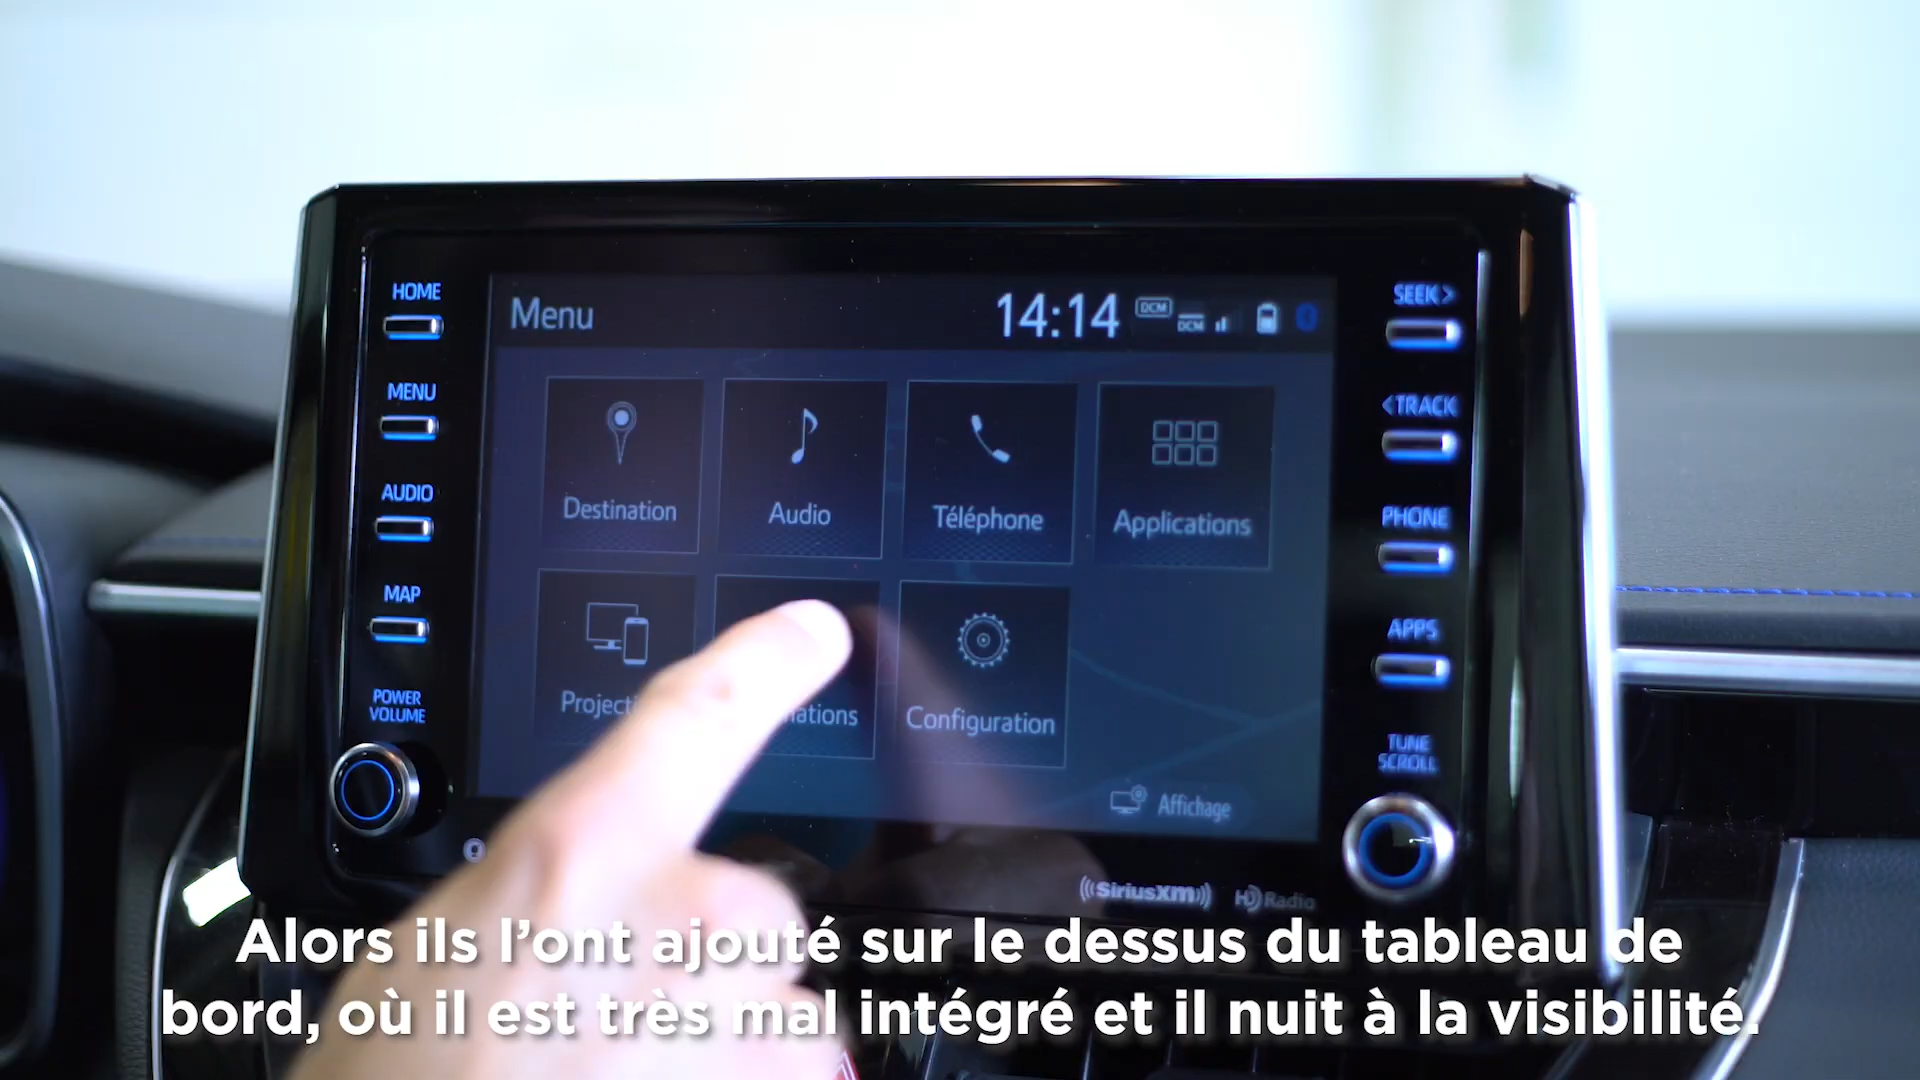 HOME
MENU
AUDIO
MAP
POWER
VOLUME
Menu
14:14
DCM
DCM
Destination
Audio
Téléphone
Applications
Configuration
Affichage
SEEK>
<TRACK
PHONE
APPS
TUNE
SCROLL
((SiriusXM))
HD Radio
Alors ils l’ont ajouté sur le dessus du tableau de
bord, où il est très mal intégré et il nuit à la visibilité.